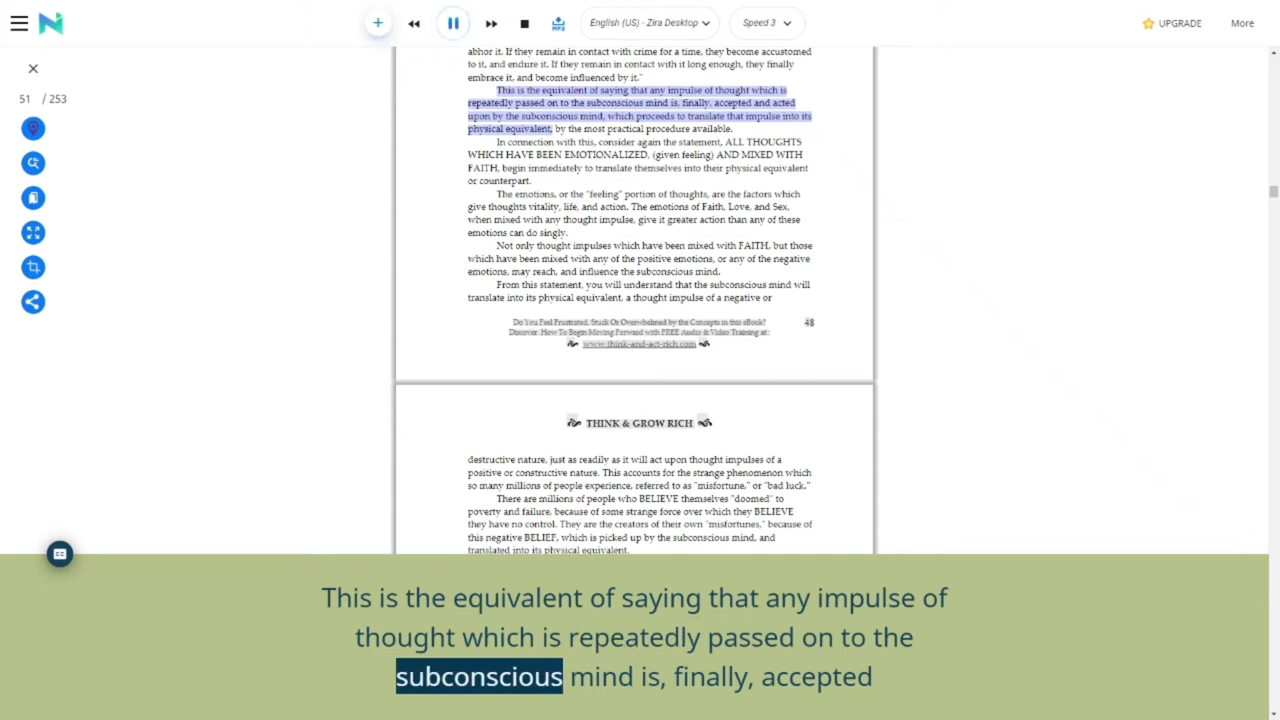 English (US) - Zira Desktop
Speed 3
UPGRADE
More
51 / 253
abhor it. If they remain in contact with crime for a time, they become accustomed
to it, and endure it. If they remain in contact with it long enough, they finally
embrace it, and become influenced by it."
This is the equivalent of saying that any impulse of thought which is
repeatedly passed on to the subconscious mind is, finally, accepted and acted
upon by the subconscious mind, which proceeds to translate that impulse into its
physical equivalent, by the most practical procedure available.
In connection with this, consider again the statement, ALL THOUGHTS
WHICH HAVE BEEN EMOTIONALIZED, (given feeling) AND MIXED WITH
FAITH, begin immediately to translate themselves into their physical equivalent
or counterpart.
The emotions, or the "feeling" portion of thoughts, are the factors which
give thoughts vitality, life, and action. The emotions of Faith, Love, and Sex,
when mixed with any thought impulse, give it greater action than any of these
emotions can do singly.
Not only thought impulses which have been mixed with FAITH, but those
which have been mixed with any of the positive emotions, or any of the negative
emotions, may reach, and influence the subconscious mind.
From this statement, you will understand that the subconscious mind will
translate into its physical equivalent, a thought impulse of a negative or
Do You Feel Frustrated, Stuck Or Overwhelmed by the Concepts in this eBook?
48
Discover How To Begin Moving Forward with FREE Audio & Video Training at:
www.think-and-act-rich.com
THINK & GROW RICH
destructive nature, just as readily as it will act upon thought impulses of a
positive or constructive nature. This accounts for the strange phenomenon which
so many millions of people experience, referred to as "misfortune," or "bad luck."
There are millions of people who BELIEVE themselves "doomed" to
poverty and failure, because of some strange force over which they BELIEVE
they have no control. They are the creators of their own "misfortunes," because of
this negative BELIEF, which is picked up by the subconscious mind, and
translated into its physical equivalent.
This is the equivalent of saying that any impulse of
thought which is repeatedly passed on to the
subconscious mind is, finally, accepted